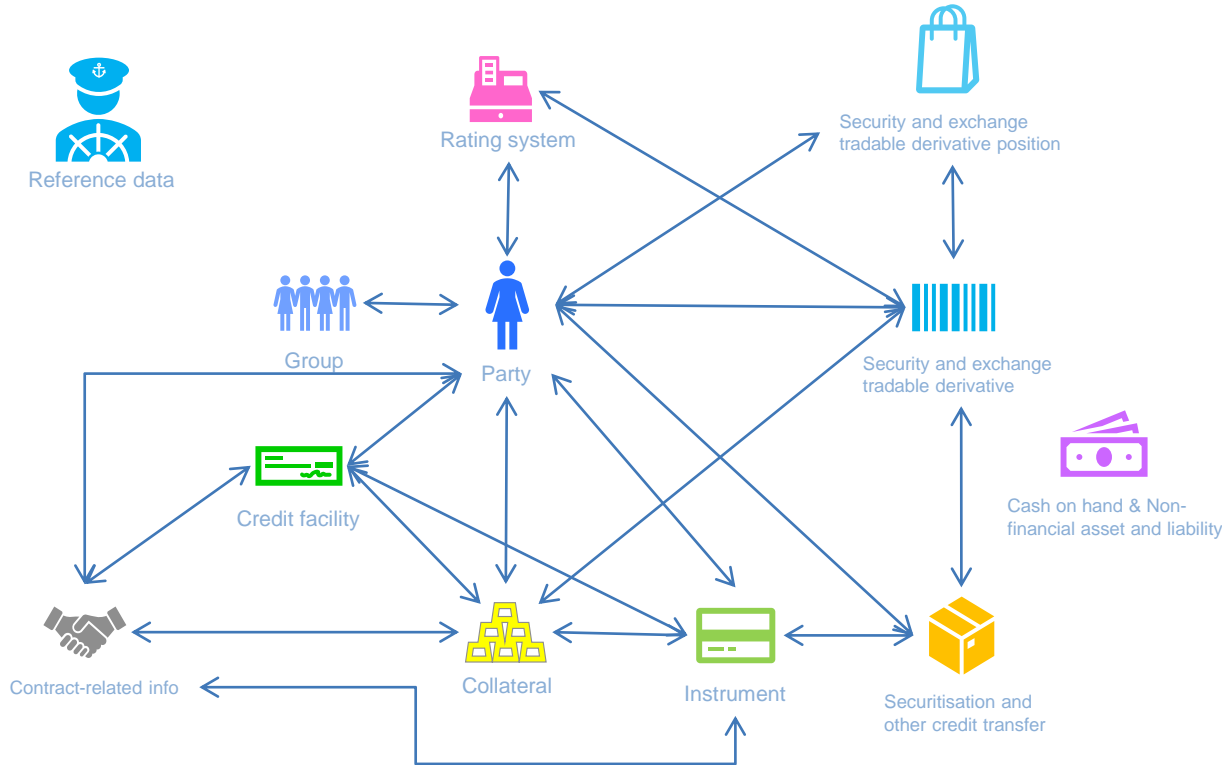 Reference data
Rating system
Security and exchange
tradable derivative position
Group
Party
Security and exchange
tradable derivative
Credit facility
Cash on hand & Non-
financial asset and liability
Contract-related info
Collateral
Instrument
Securitisation and
other credit transfer